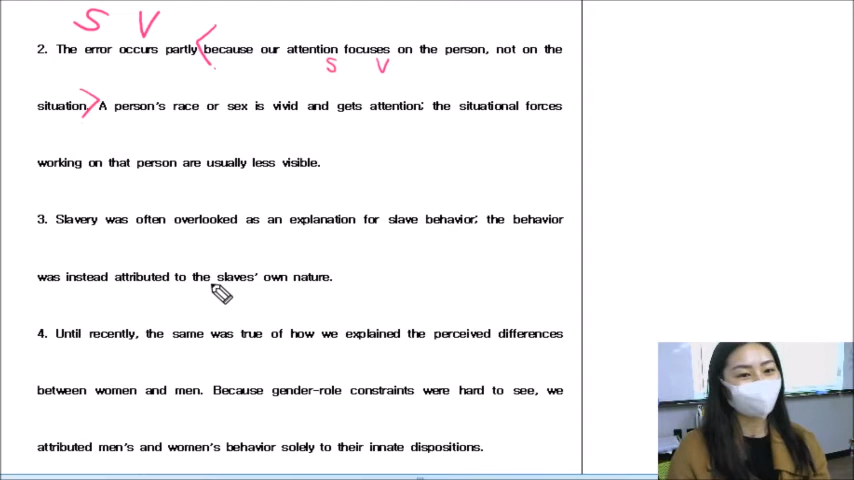 S V
2. The error occurs partly because our attention focuses on the person, not on the
S V
situation. A person's race or sex is vivid and gets attention; the situational forces
working on that person are usually less visible.
3. Slavery was often overlooked as an explanation for slave behavior; the behavior
was instead attributed to the slaves' own nature.
4. Until recently, the same was true of how we explained the perceived differences
between women and men. Because gender-role constraints were hard to see, we
attributed men's and women's behavior solely to their innate dispositions.